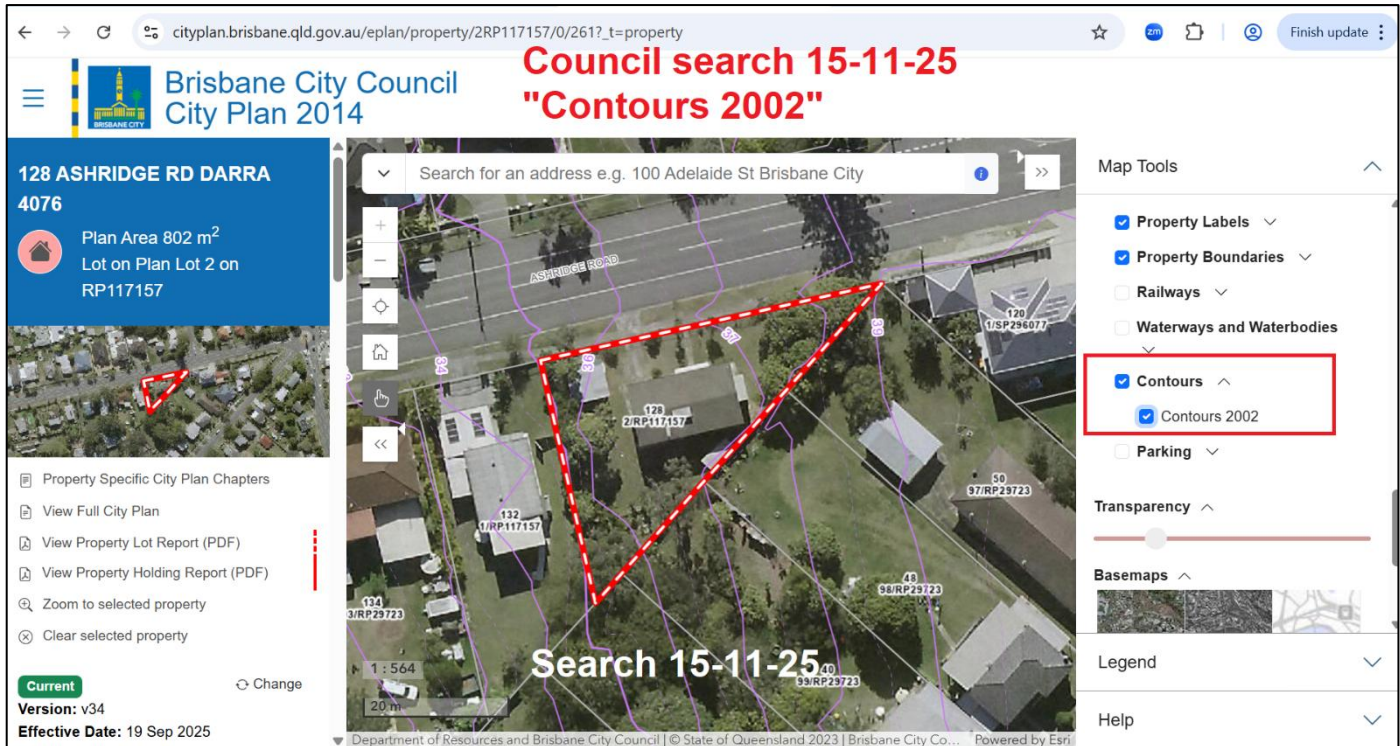 cityplan.brisbane.qld.gov.au/eplan/property/2RP117157/0/261?_t=property
zm
Finish update
Council search 15-11-25
"Contours 2002"
BRISBANE CITY
Brisbane City Council
City Plan 2014
128 ASHRIDGE RD DARRA
4076
Plan Area 802 m²
Lot on Plan Lot 2 on
RP117157
Property Specific City Plan Chapters
View Full City Plan
View Property Lot Report (PDF)
View Property Holding Report (PDF)
Zoom to selected property
Clear selected property
Current
Change
Version: v34
Effective Date: 19 Sep 2025
Search for an address e.g. 100 Adelaide St Brisbane City
ASHRIDGE ROAD
34
36
37
39
120
1/SP296077
128
2/RP117157
132
1/RP117157
50
97/RP29723
48
98/RP29723
134
3/RP29723
40
99/RP29723
Search 15-11-25
1 : 564
20 m
Department of Resources and Brisbane City Council | © State of Queensland 2023 | Brisbane City Co...
Powered by Esri
Map Tools
Property Labels
Property Boundaries
Railways
Waterways and Waterbodies
Contours
Contours 2002
Parking
Transparency
Basemaps
Legend
Help